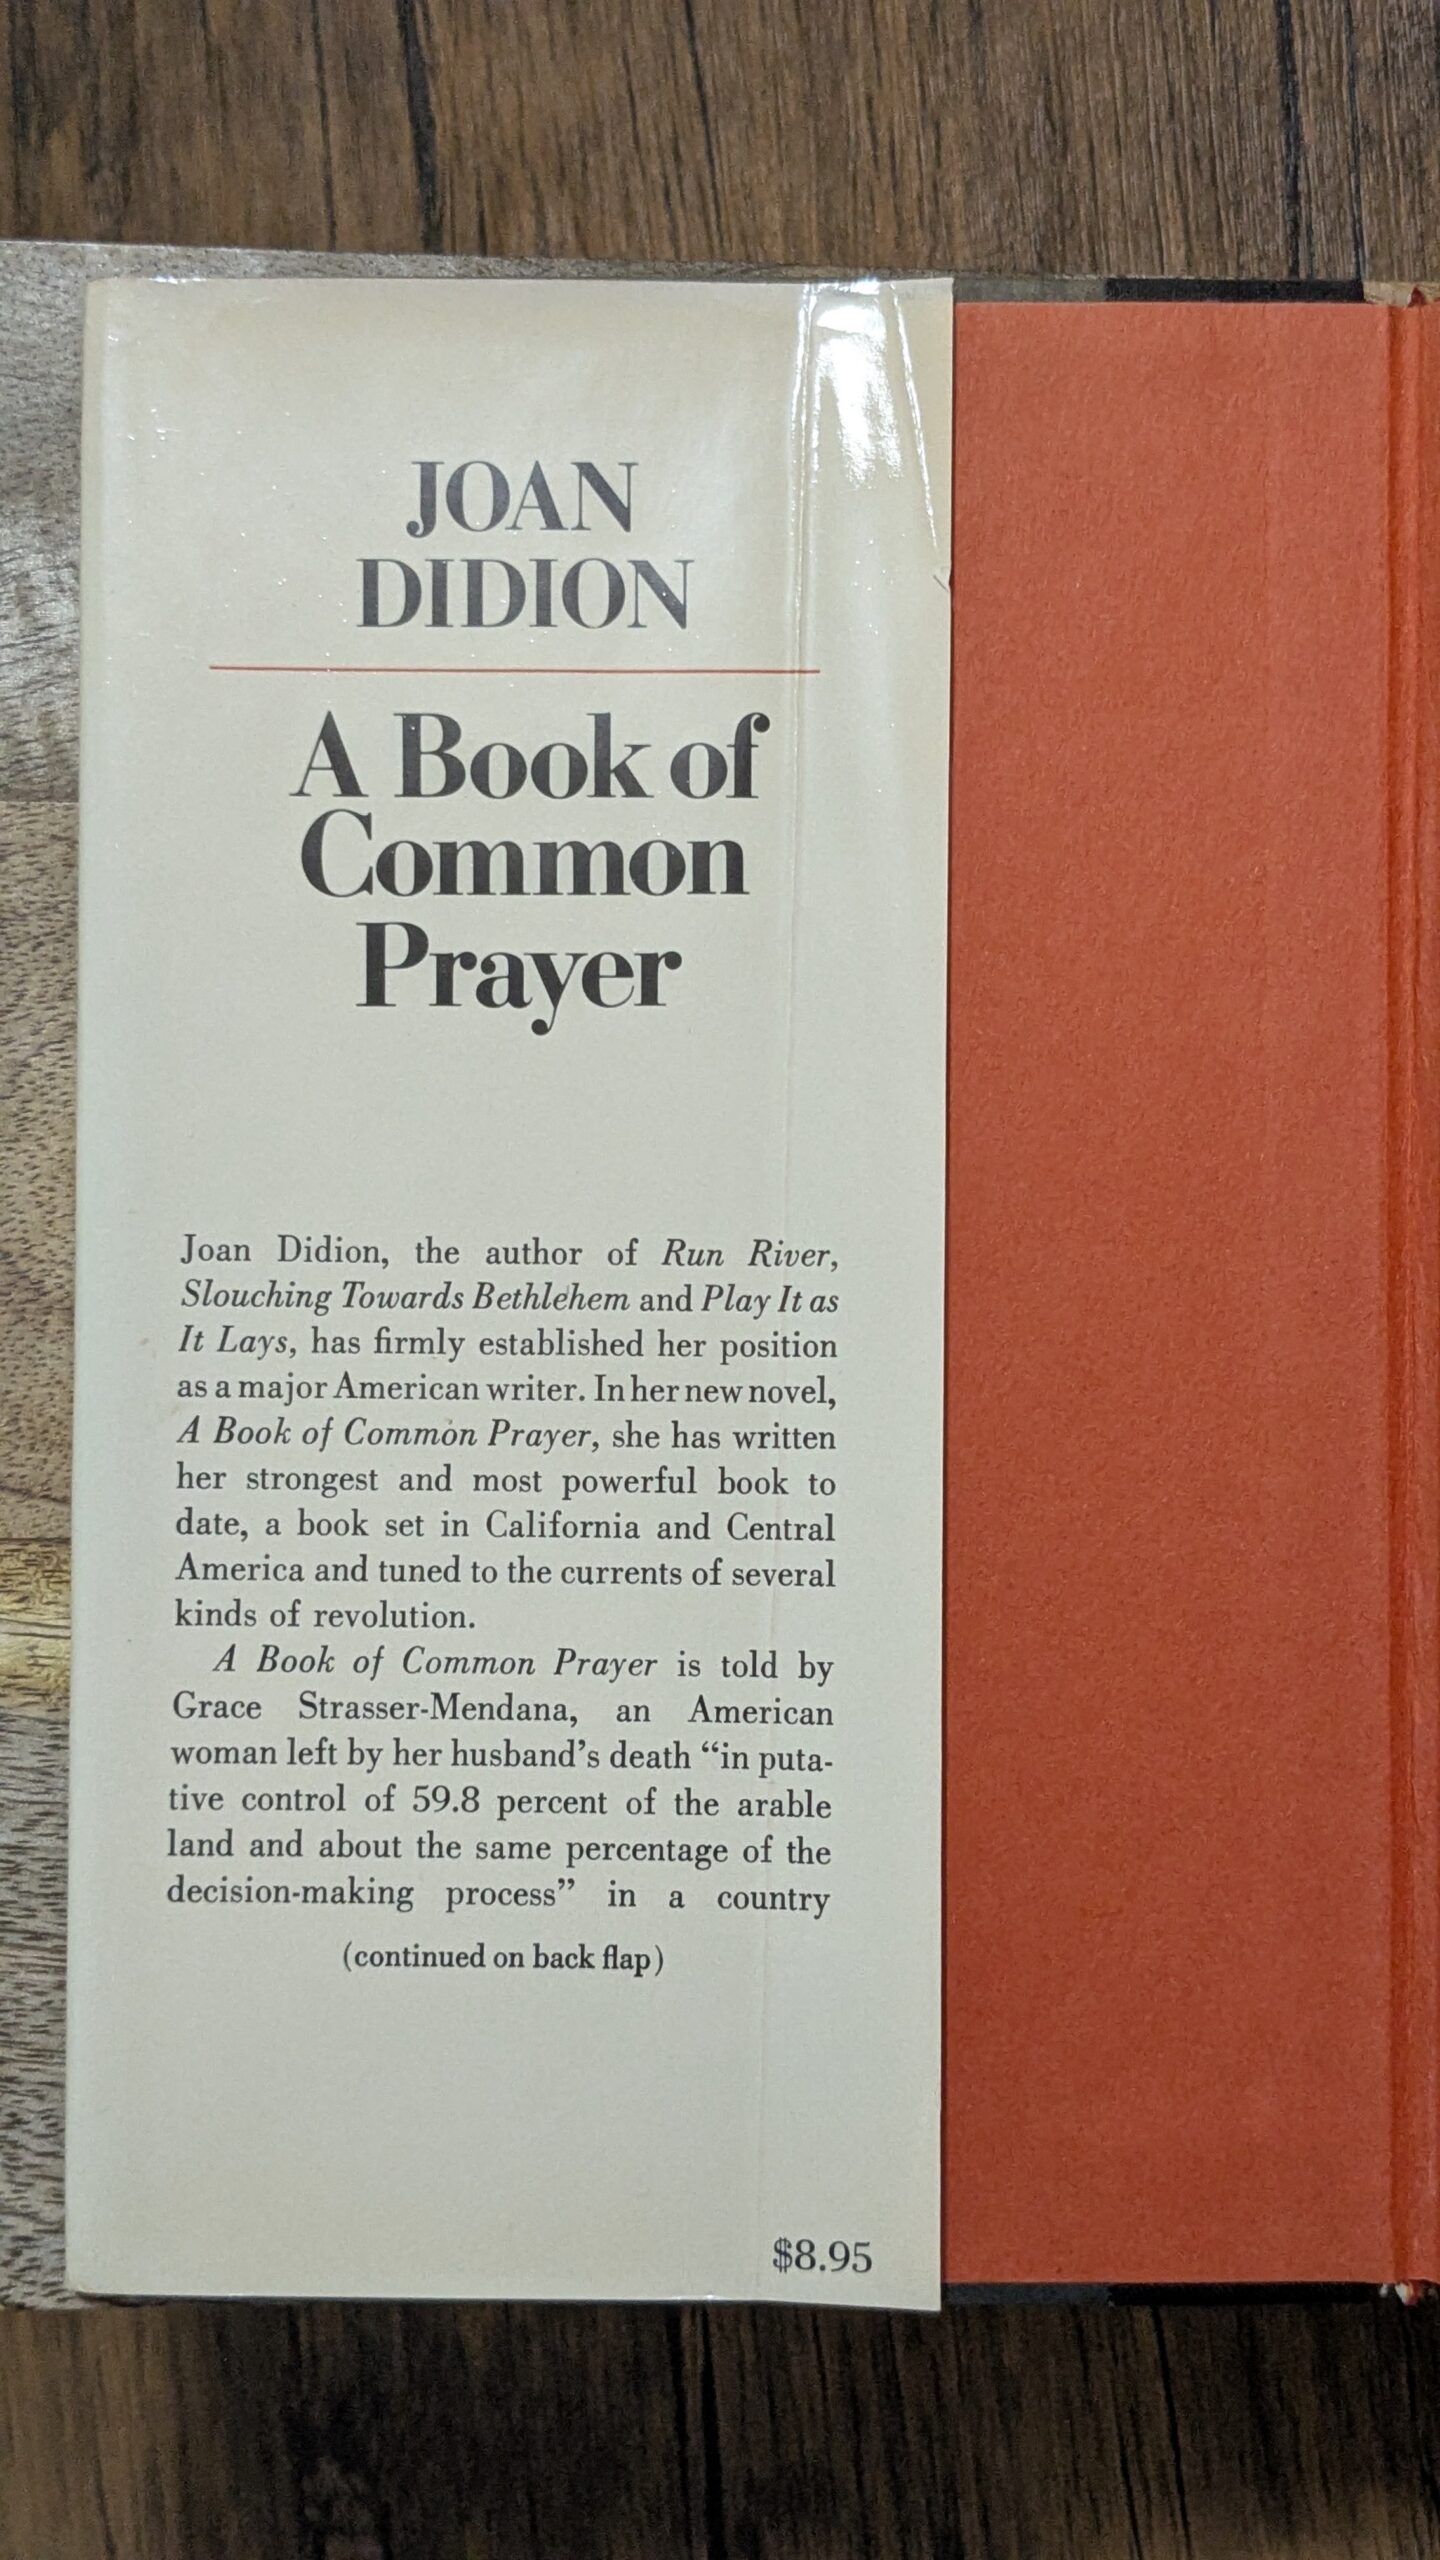 JOAN
DIDION
A Book of
Common
Prayer
Joan Didion, the author of Run River,
Slouching Towards Bethlehem and Play It as
It Lays, has firmly established her position
as a major American writer. In her new novel,
A Book of Common Prayer, she has written
her strongest and most powerful book to
date, a book set in California and Central
America and tuned to the currents of several
kinds of revolution.
A Book of Common Prayer is told by
Grace Strasser-Mendana, an American
woman left by her husband’s death “in puta-
tive control of 59.8 percent of the arable
land and about the same percentage of the
decision-making process” in a country
(continued on back flap)
$8.95